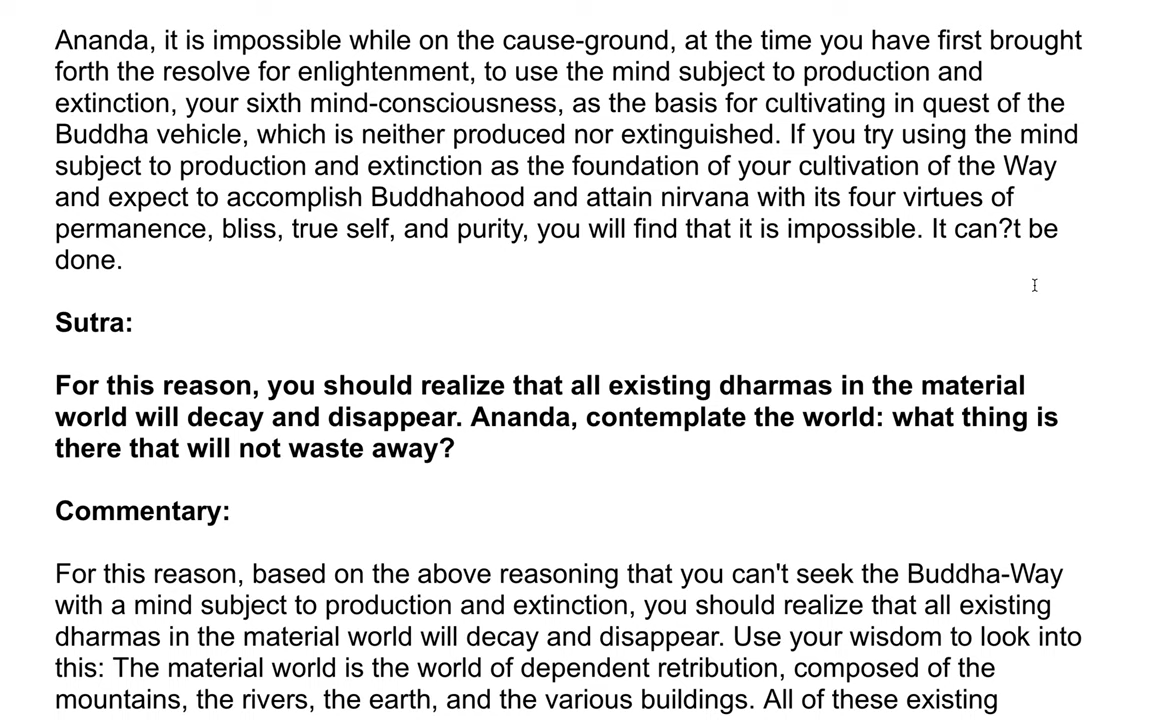 Ananda, it is impossible while on the cause-ground, at the time you have first brought
forth the resolve for enlightenment, to use the mind subject to production and
extinction, your sixth mind-consciousness, as the basis for cultivating in quest of the
Buddha vehicle, which is neither produced nor extinguished. If you try using the mind
subject to production and extinction as the foundation of your cultivation of the Way
and expect to accomplish Buddhahood and attain nirvana with its four virtues of
permanence, bliss, true self, and purity, you will find that it is impossible. It can?t be
done.
Sutra:
For this reason, you should realize that all existing dharmas in the material
world will decay and disappear. Ananda, contemplate the world: what thing is
there that will not waste away?
Commentary:
For this reason, based on the above reasoning that you can't seek the Buddha-Way
with a mind subject to production and extinction, you should realize that all existing
dharmas in the material world will decay and disappear. Use your wisdom to look into
this: The material world is the world of dependent retribution, composed of the
mountains, the rivers, the earth, and the various buildings. All of these existing